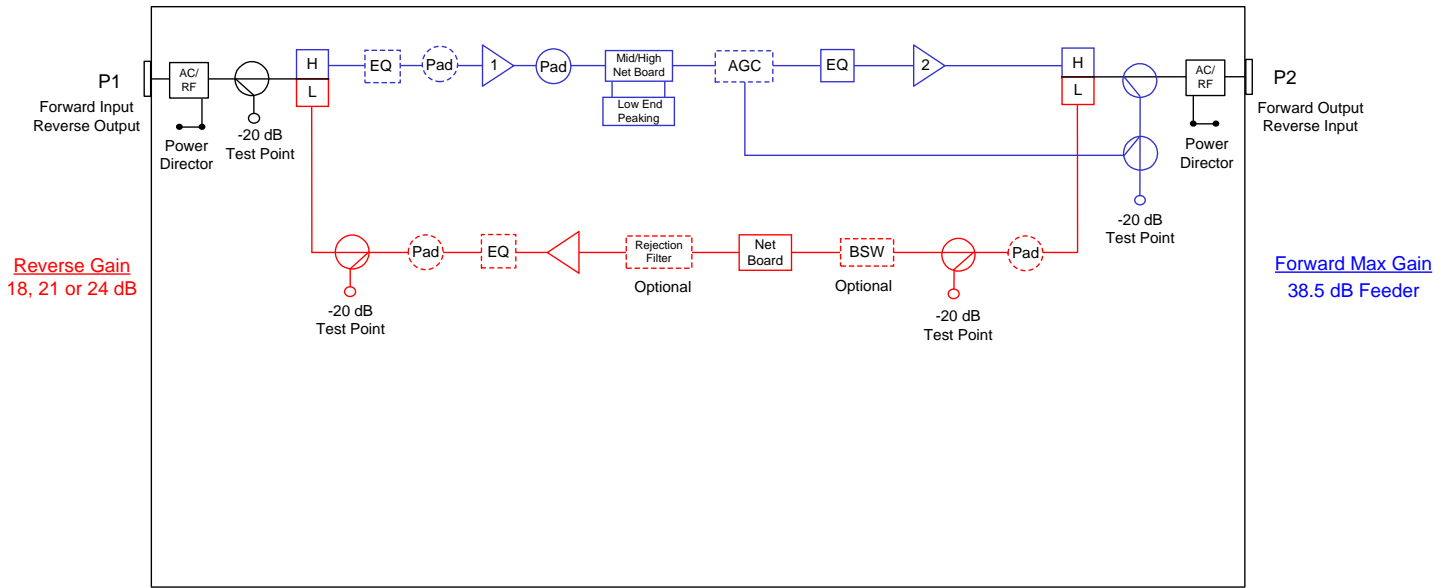 P1
Forward Input
Reverse Output
AC/
RF
Power
Director
-20 dB
Test Point
H
L
EQ
Pad
1
Pad
Mid/High
Net Board
Low End
Peaking
AGC
EQ
2
H
L
AC/
RF
P2
Forward Output
Reverse Input
Power
Director
-20 dB
Test Point
Reverse Gain
18, 21 or 24 dB
Pad
EQ
Rejection
Filter
Optional
Net
Board
BSW
Optional
Pad
-20 dB
Test Point
-20 dB
Test Point
Forward Max Gain
38.5 dB Feeder